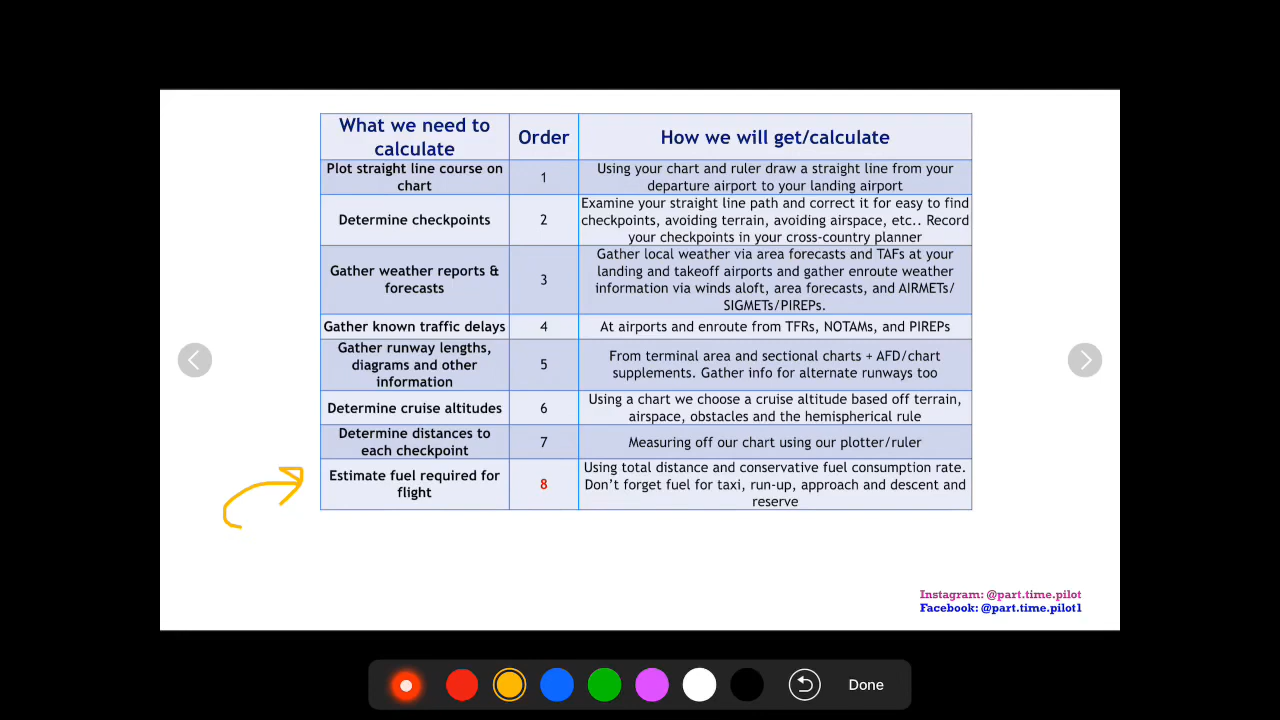 What we need to
calculate
Order
How we will get/calculate
Plot straight line course on
chart
1
Using your chart and ruler draw a straight line from your
departure airport to your landing airport
Determine checkpoints
2
Examine your straight line path and correct it for easy to find
checkpoints, avoiding terrain, avoiding airspace, etc.. Record
your checkpoints in your cross-country planner
Gather weather reports &
forecasts
3
Gather local weather via area forecasts and TAFs at your
landing and takeoff airports and gather enroute weather
information via winds aloft, area forecasts, and AIRMETs/
SIGMETs/PIREPs.
Gather known traffic delays
4
At airports and enroute from TFRs, NOTAMs, and PIREPs
Gather runway lengths,
diagrams and other
information
5
From terminal area and sectional charts + AFD/chart
supplements. Gather info for alternate runways too
Determine cruise altitudes
6
Using a chart we choose a cruise altitude based off terrain,
airspace, obstacles and the hemispherical rule
Determine distances to
each checkpoint
7
Measuring off our chart using our plotter/ruler
Estimate fuel required for
flight
8
Using total distance and conservative fuel consumption rate.
Don't forget fuel for taxi, run-up, approach and descent and
reserve
Instagram: @part.time.pilot
Facebook: @part.time.pilot1
Done